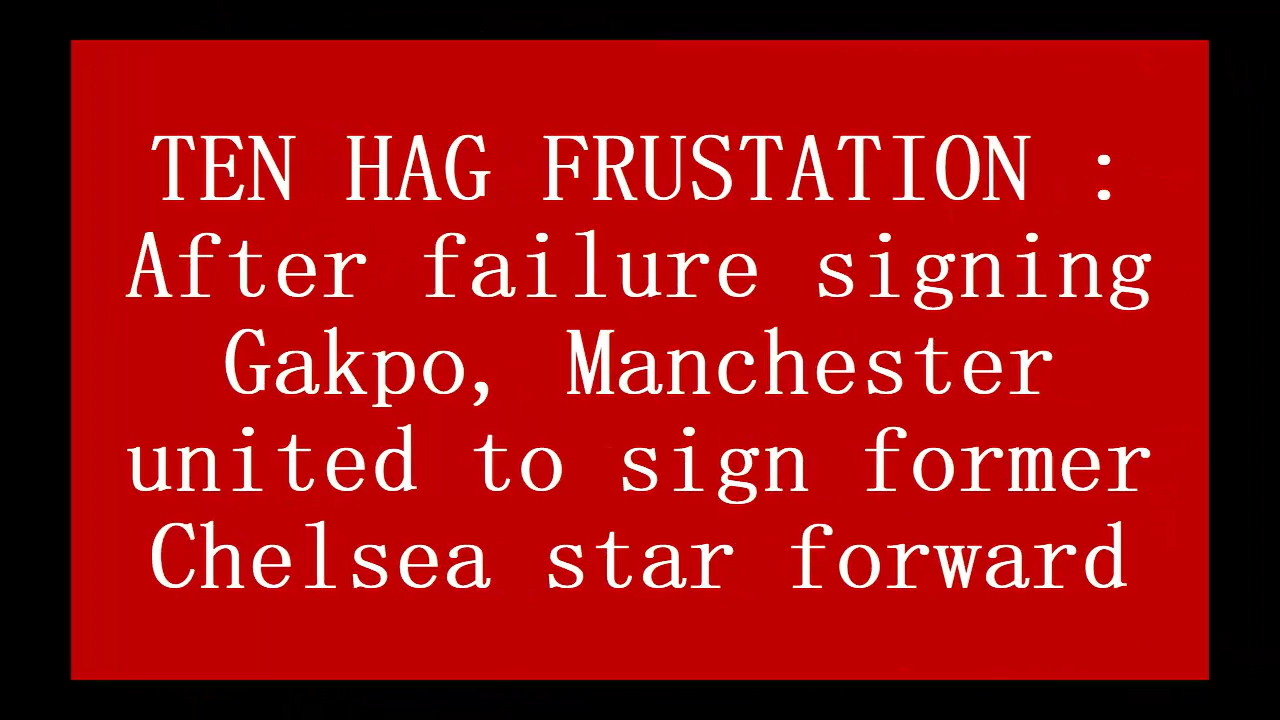 TEN HAG FRUSTATION :
After failure signing
Gakpo, Manchester
united to sign former
Chelsea star forward